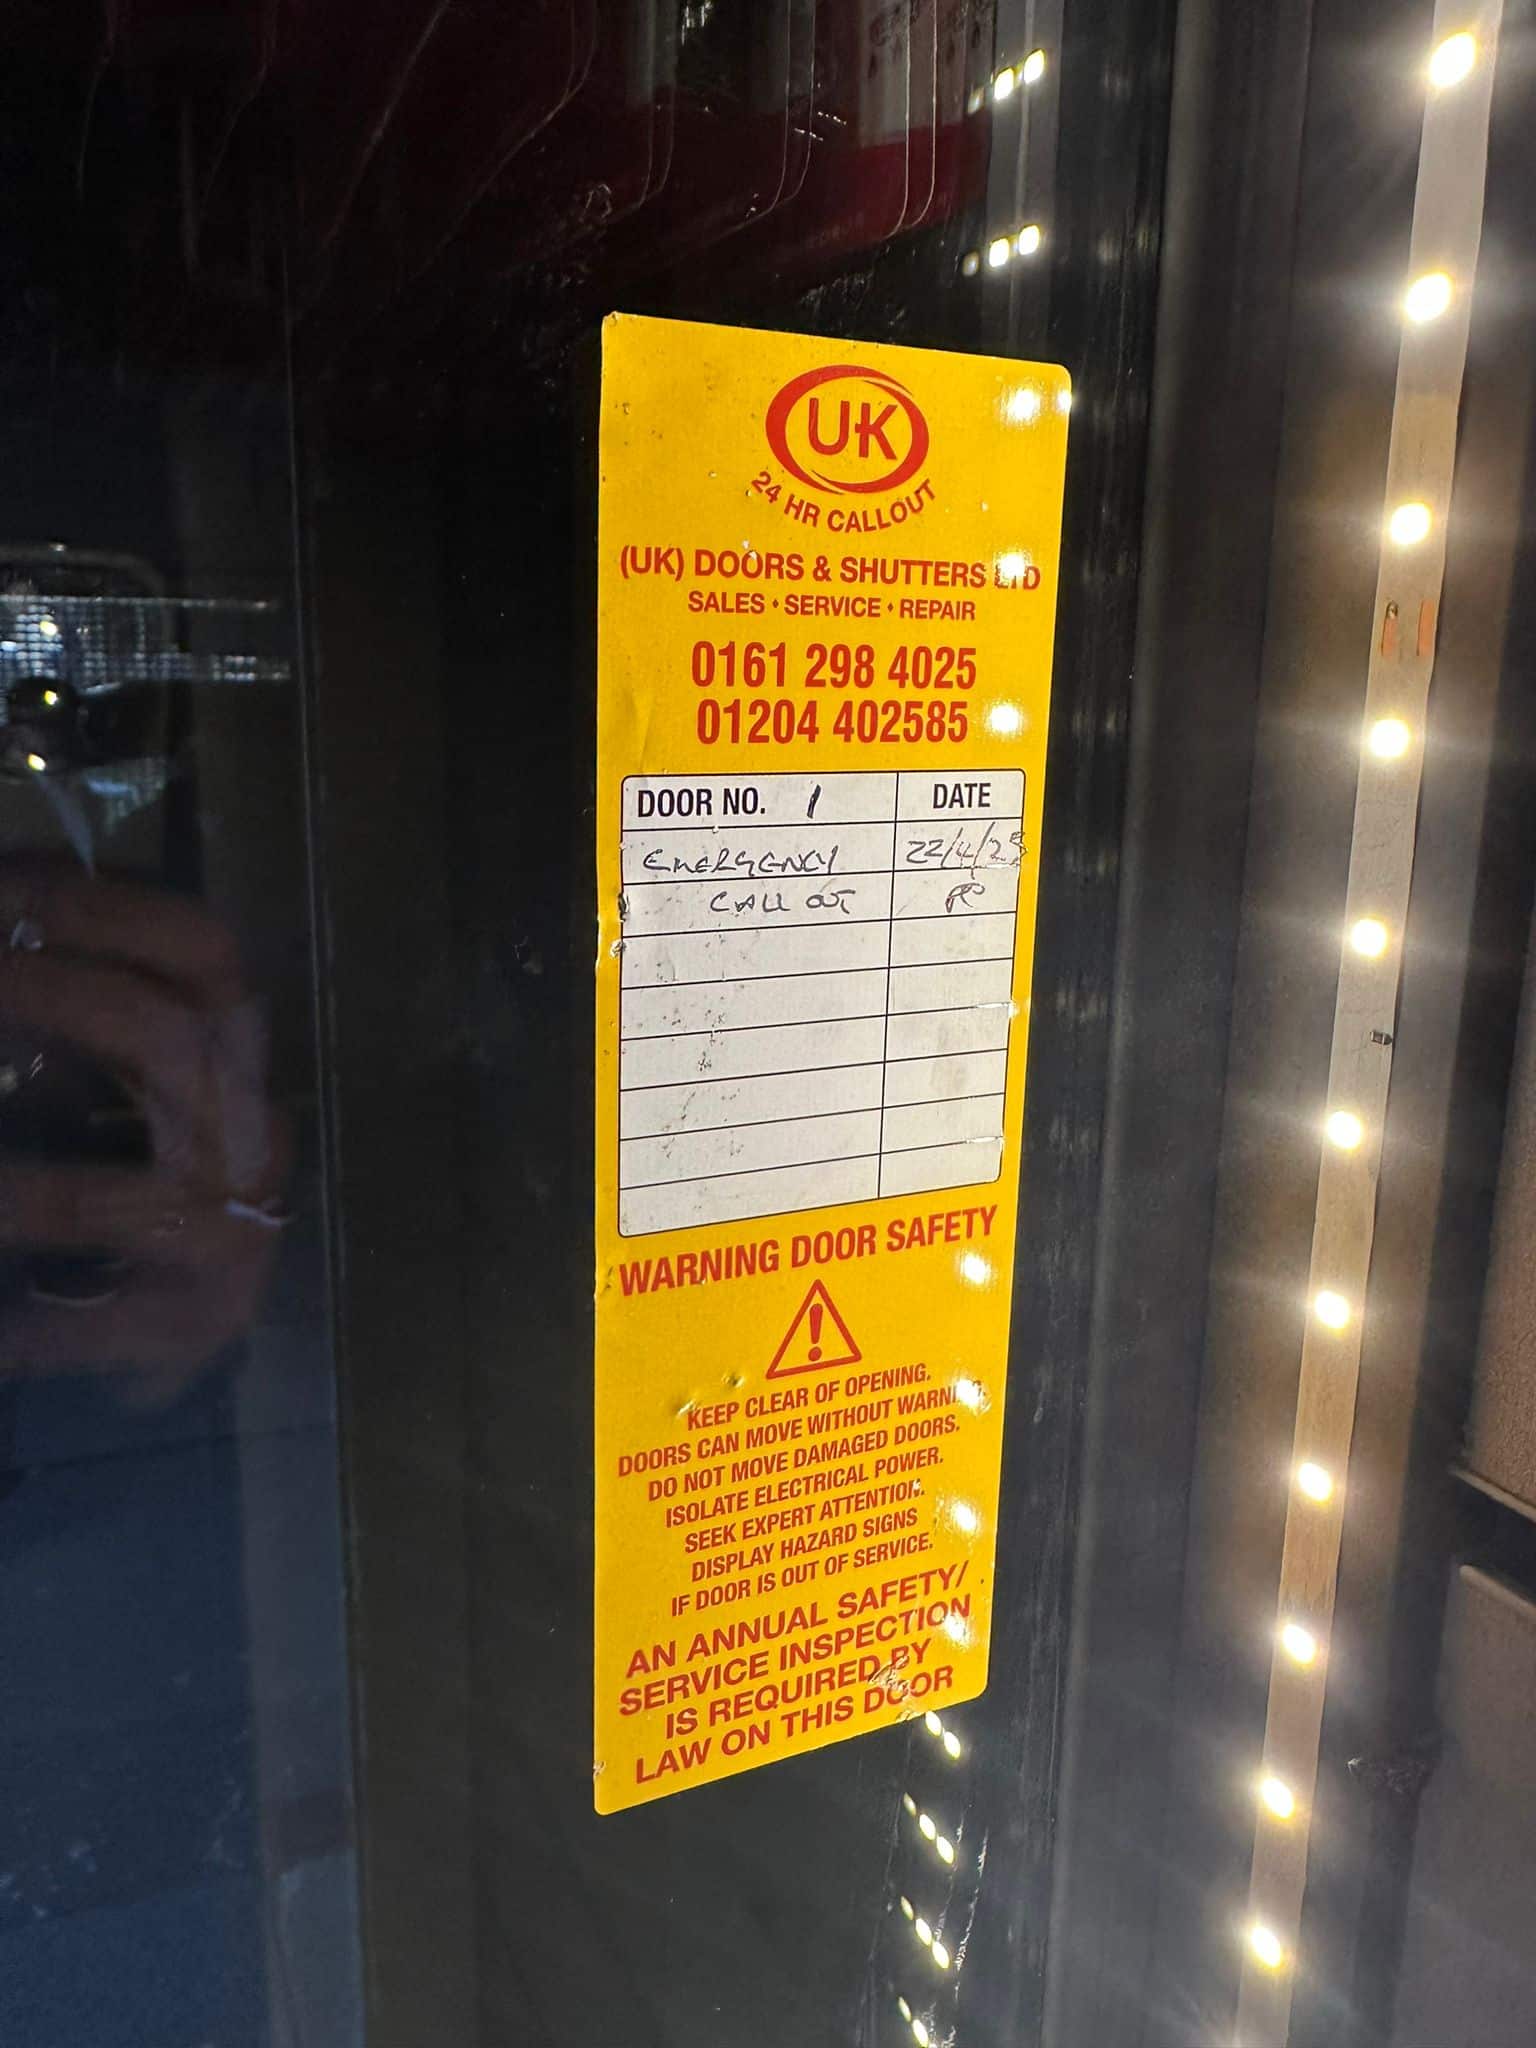 UK
24 HR CALLOUT
(UK) DOORS & SHUTTERS LTD
SALES • SERVICE • REPAIR
0161 298 4025
01204 402585
DOOR NO. 1 DATE
EMERGENCY 22/4/23
CALL OUT
WARNING DOOR SAFETY
!
KEEP CLEAR OF OPENING.
DOORS CAN MOVE WITHOUT WARNING.
DO NOT MOVE DAMAGED DOORS.
ISOLATE ELECTRICAL POWER.
SEEK EXPERT ATTENTION.
DISPLAY HAZARD SIGNS
IF DOOR IS OUT OF SERVICE.
AN ANNUAL SAFETY/
SERVICE INSPECTION
IS REQUIRED BY
LAW ON THIS DOOR